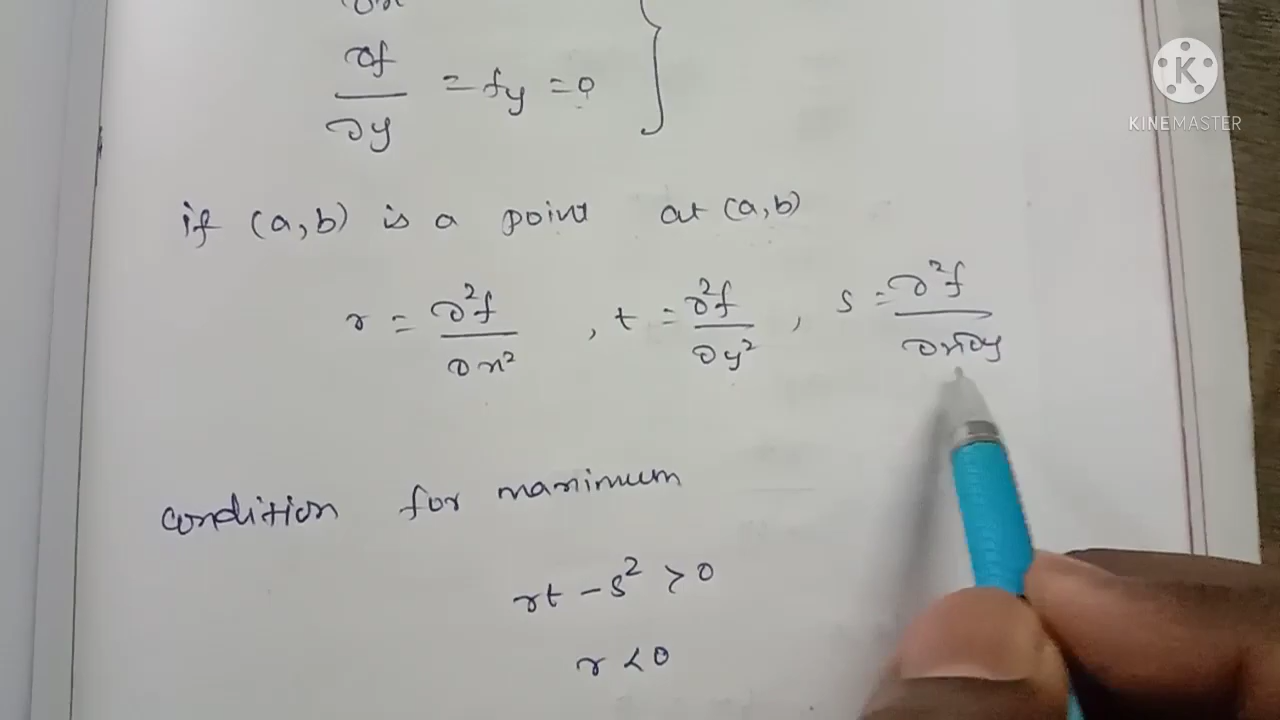 ∂f/∂y = fy = 0
KINEMASTER
if (a,b) is a point at (a,b)
r = ∂²f/∂x² , t = ∂²f/∂y² , s = ∂²f/∂x∂y
condition for maximum
rt - s² > 0
r < 0